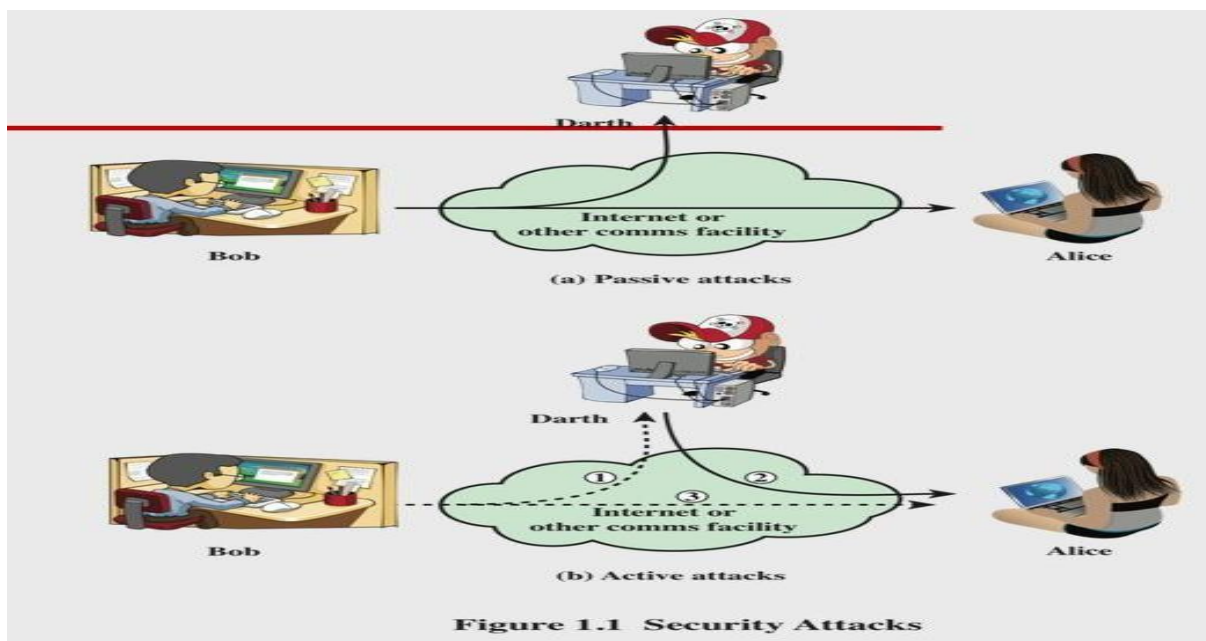 Darth
Internet or
other comms facility
Bob
Alice
(a) Passive attacks
Darth
1
2
3
Internet or
other comms facility
Bob
Alice
(b) Active attacks
Figure 1.1 Security Attacks